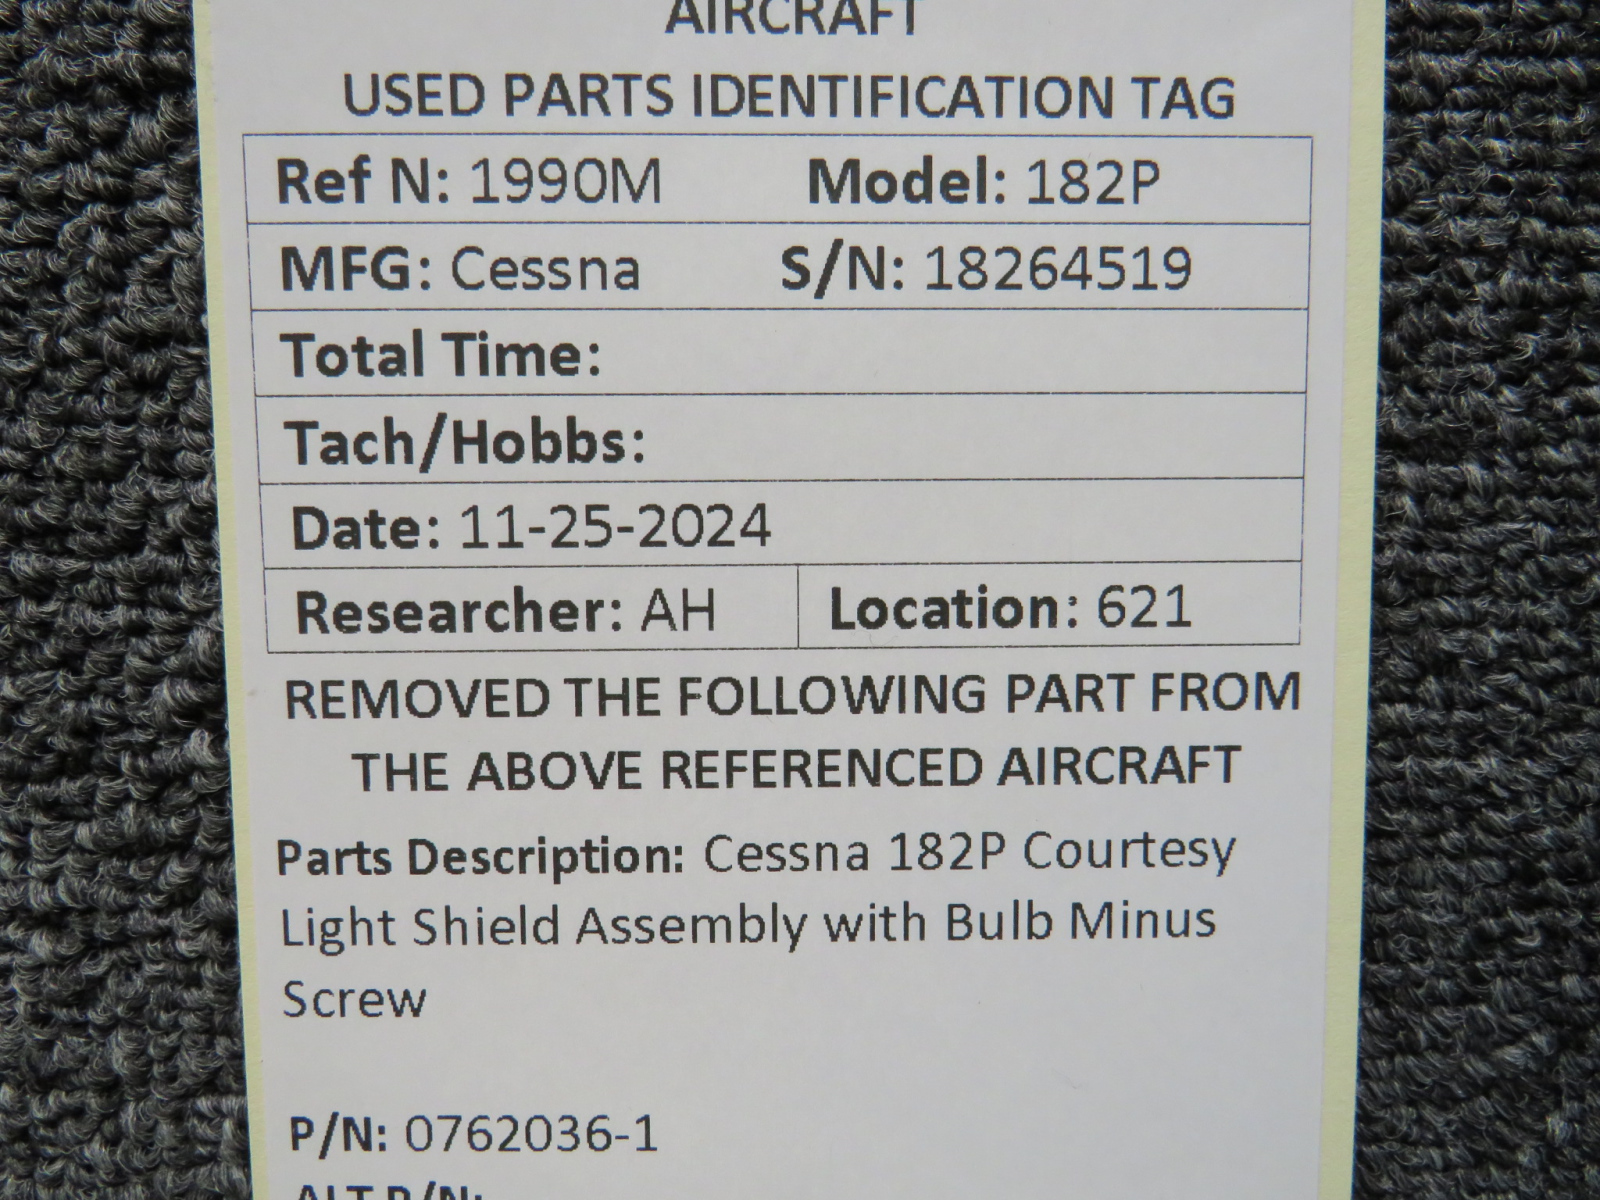 AIRCRAFT
USED PARTS IDENTIFICATION TAG
Ref N: 1990M Model: 182P
MFG: Cessna S/N: 18264519
Total Time:
Tach/Hobbs:
Date: 11-25-2024
Researcher: AH Location: 621
REMOVED THE FOLLOWING PART FROM
THE ABOVE REFERENCED AIRCRAFT
Parts Description: Cessna 182P Courtesy
Light Shield Assembly with Bulb Minus
Screw
P/N: 0762036-1
ALT P/N: